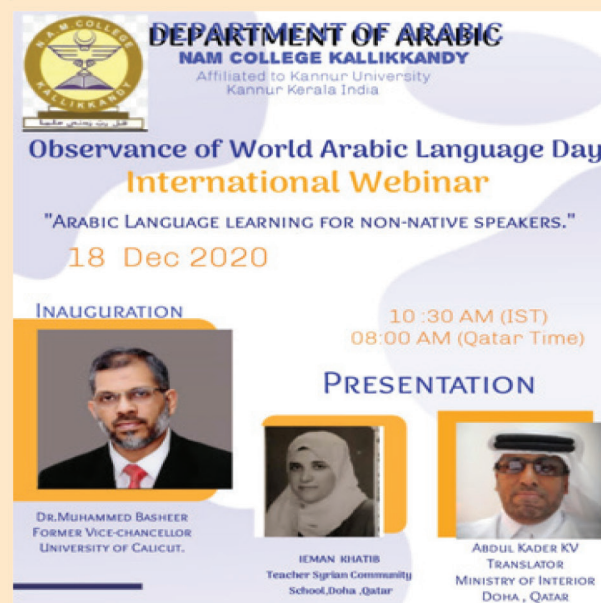 N.A.M COLLEGE
KALLIKKANDY
DEPARTMENT OF ARABIC
NAM COLLEGE KALLIKKANDY
Affiliated to Kannur University
Kannur Kerala India
Observance of World Arabic Language Day
International Webinar
"ARABIC LANGUAGE LEARNING FOR NON-NATIVE SPEAKERS."
18 Dec 2020
INAUGURATION
10 :30 AM (IST)
08:00 AM (Qatar Time)
PRESENTATION
DR.MUHAMMED BASHEER
FORMER VICE-CHANCELLOR
UNIVERSITY OF CALICUT.
IEMAN KHATIB
Teacher Syrian Community
School,Doha ,Qatar
ABDUL KADER KV
TRANSLATOR
MINISTRY OF INTERIOR
DOHA , QATAR